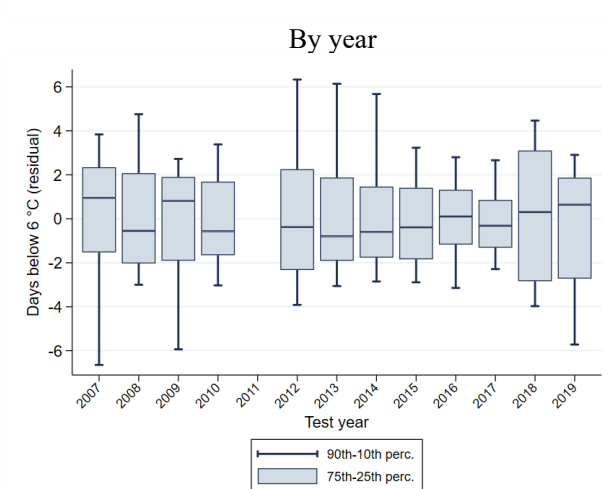 By year
Days below 6 °C (residual)
6
4
2
0
-2
-4
-6
2007 2008 2009 2010 2011 2012 2013 2014 2015 2016 2017 2018 2019
Test year
90th-10th perc.
75th-25th perc.